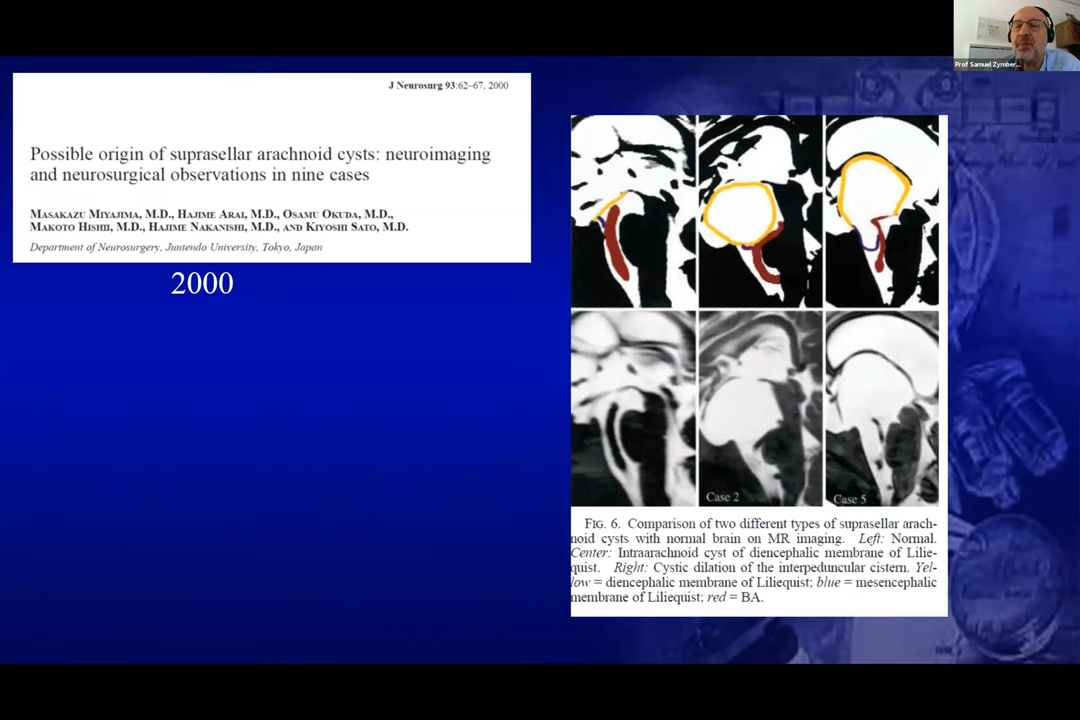 Prof Samuel Zymber...
J Neurosurg 93:62–67, 2000
Possible origin of suprasellar arachnoid cysts: neuroimaging
and neurosurgical observations in nine cases
MASAKAZU MIYAJIMA, M.D., HAJIME ARAI, M.D., OSAMU OKUDA, M.D.,
MAKOTO HISHII, M.D., HAJIME NAKANISHI, M.D., AND KIYOSHI SATO, M.D.
Department of Neurosurgery, Juntendo University, Tokyo, Japan
2000
Case 2
Case 5
FIG. 6. Comparison of two different types of suprasellar arach-
noid cysts with normal brain on MR imaging. Left: Normal.
Center: Intraarachnoid cyst of diencephalic membrane of Lilie-
quist. Right: Cystic dilation of the interpeduncular cistern. Yel-
low = diencephalic membrane of Liliequist; blue = mesencephalic
membrane of Liliequist; red = BA.